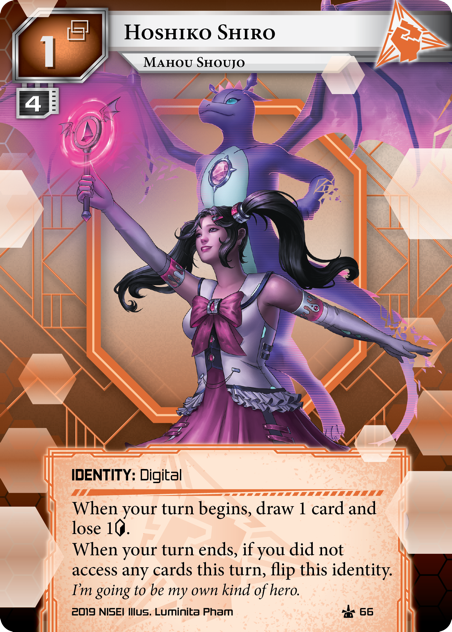 1
Hoshiko Shiro
Mahou Shoujo
4
IDENTITY: Digital
When your turn begins, draw 1 card and
lose 1.
When your turn ends, if you did not
access any cards this turn, flip this identity.
I'm going to be my own kind of hero.
2019 NISEI Illus. Luminita Pham 66